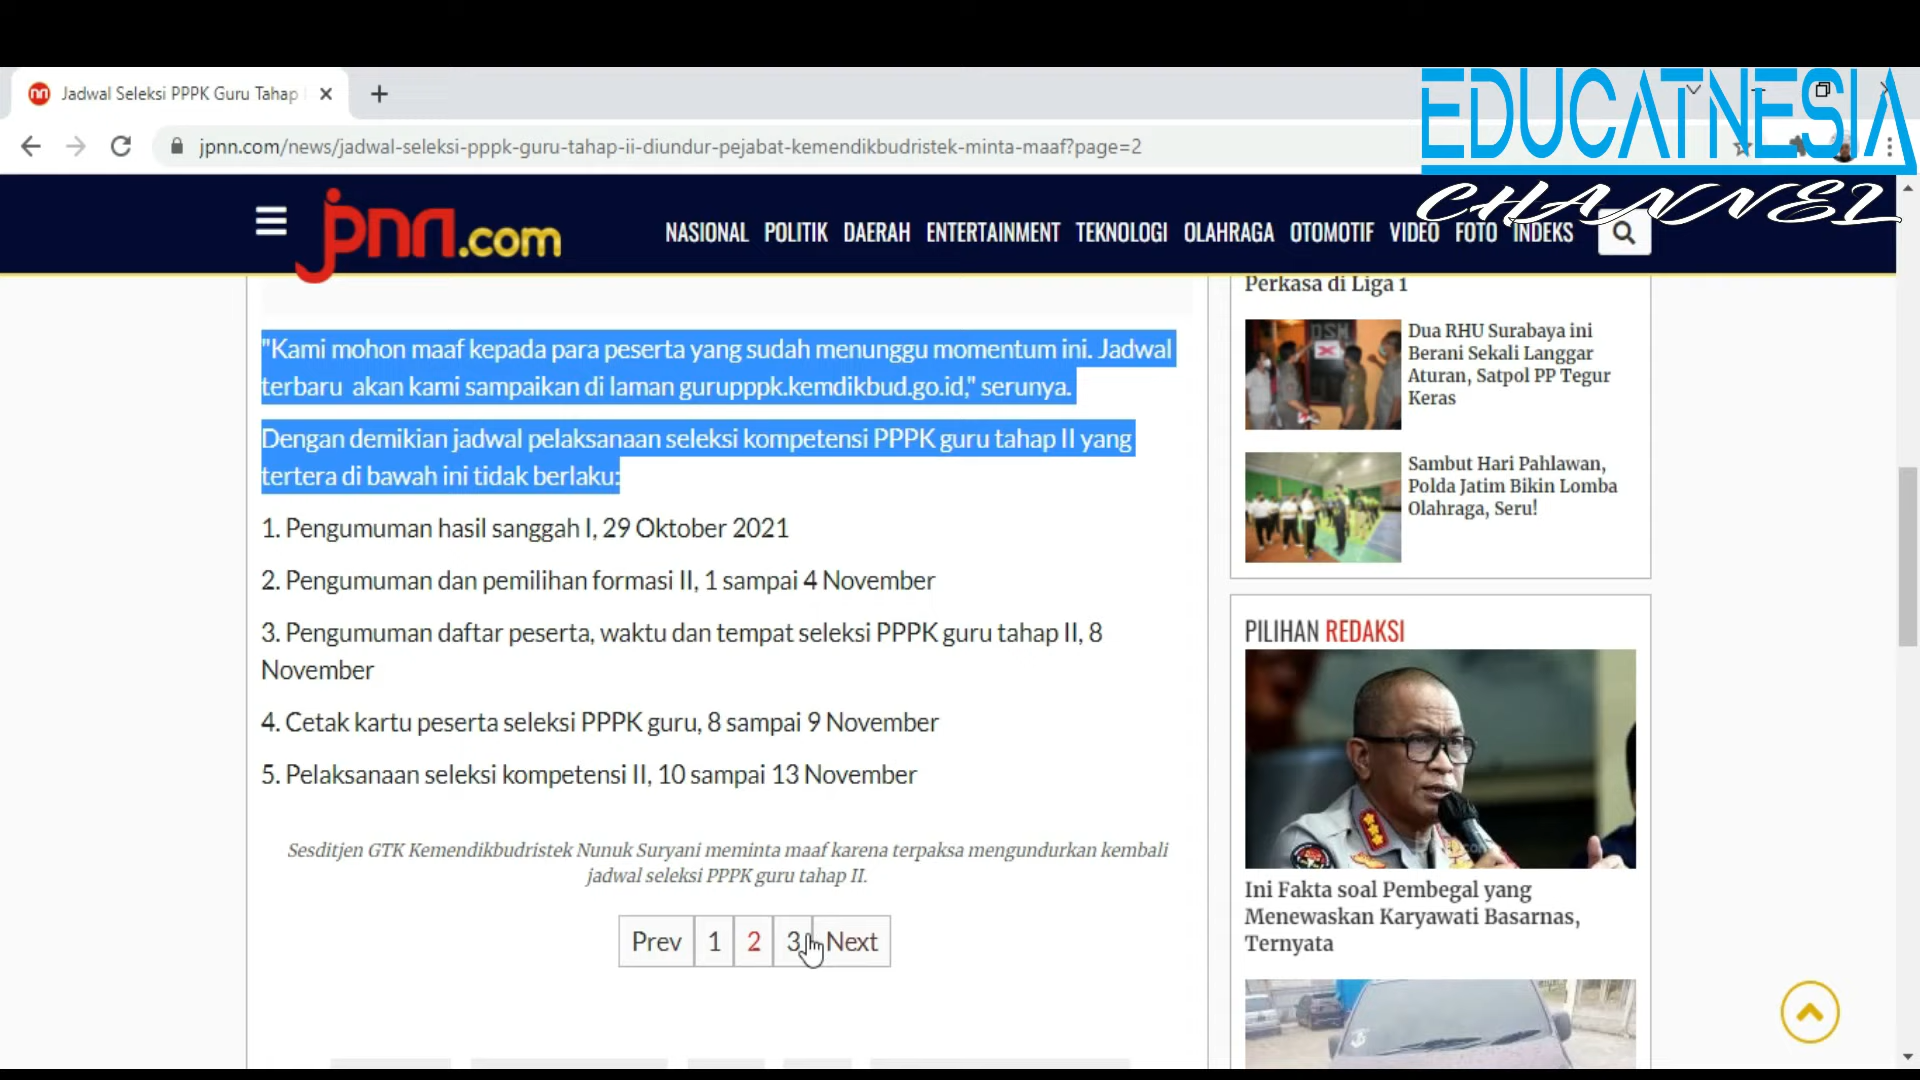 Jadwal Seleksi PPPK Guru Tahap
EDUCATNESIA
CHANNEL
jpnn.com/news/jadwal-seleksi-pppk-guru-tahap-ii-diundur-pejabat-kemendikbudristek-minta-maaf?page=2
jpnn.com
NASIONAL POLITIK DAERAH ENTERTAINMENT TEKNOLOGI OLAHRAGA OTOMOTIF VIDEO FOTO INDEKS
"Kami mohon maaf kepada para peserta yang sudah menunggu momentum ini. Jadwal
terbaru akan kami sampaikan di laman gurupppk.kemdikbud.go.id," serunya.
Dengan demikian jadwal pelaksanaan seleksi kompetensi PPPK guru tahap II yang
tertera di bawah ini tidak berlaku:
1. Pengumuman hasil sanggah I, 29 Oktober 2021
2. Pengumuman dan pemilihan formasi II, 1 sampai 4 November
3. Pengumuman daftar peserta, waktu dan tempat seleksi PPPK guru tahap II, 8
November
4. Cetak kartu peserta seleksi PPPK guru, 8 sampai 9 November
5. Pelaksanaan seleksi kompetensi II, 10 sampai 13 November
Sesditjen GTK Kemendikbudristek Nunuk Suryani meminta maaf karena terpaksa mengundurkan kembali
jadwal seleksi PPPK guru tahap II.
Prev 1 2 3 Next
Perkasa di Liga 1
Dua RHU Surabaya ini
Berani Sekali Langgar
Aturan, Satpol PP Tegur
Keras
Sambut Hari Pahlawan,
Polda Jatim Bikin Lomba
Olahraga, Seru!
PILIHAN REDAKSI
Ini Fakta soal Pembegal yang
Menewaskan Karyawati Basarnas,
Ternyata